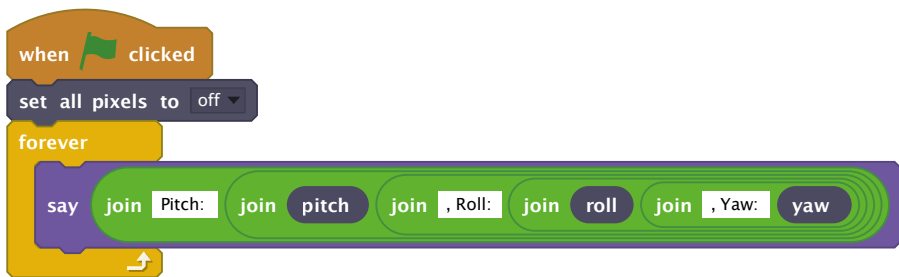 when clicked
set all pixels to off
forever
say join Pitch: join pitch join , Roll: join roll join , Yaw: yaw